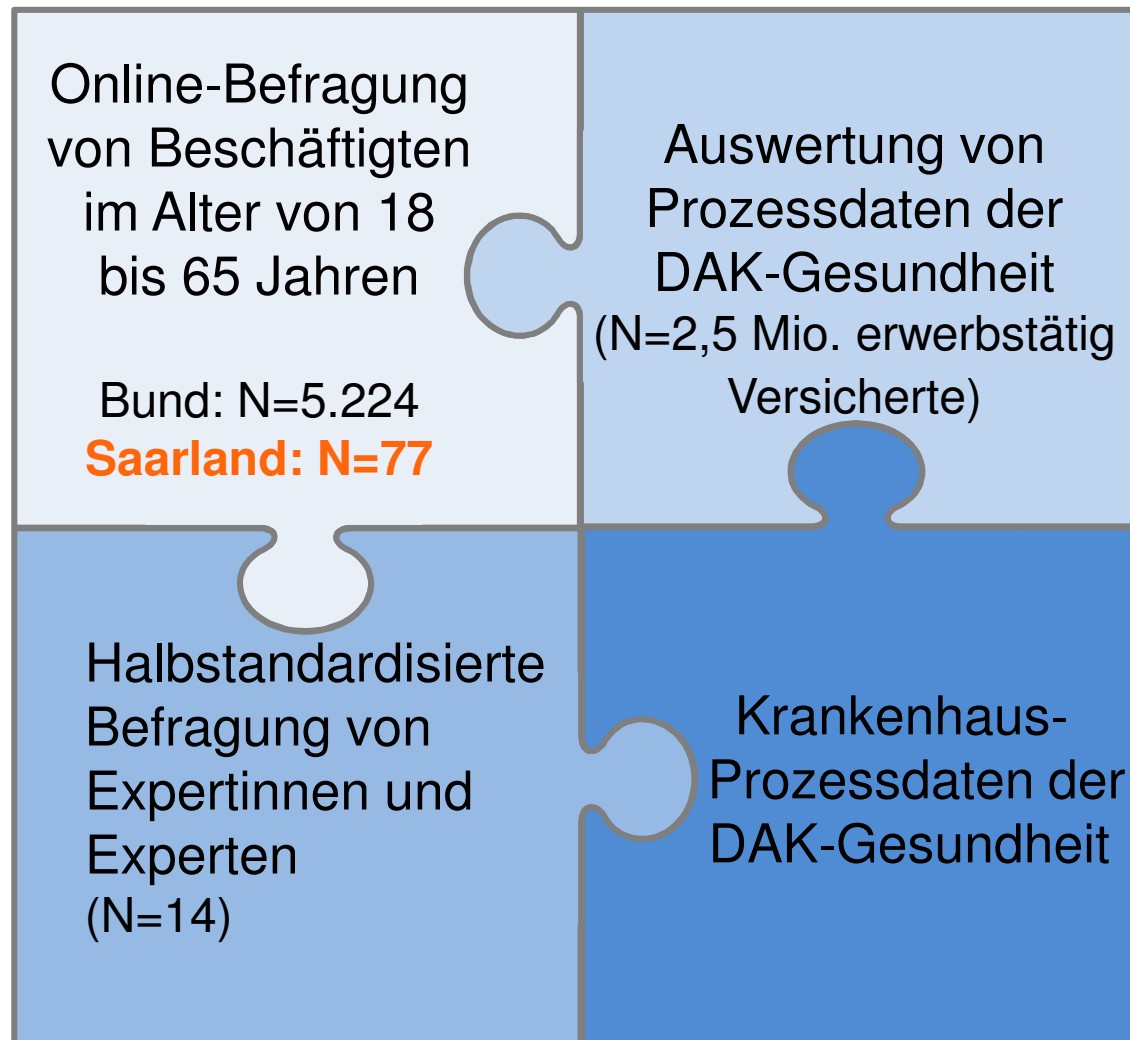 Online-Befragung
von Beschäftigten
im Alter von 18
bis 65 Jahren
Bund: N=5.224
Saarland: N=77
Auswertung von
Prozessdaten der
DAK-Gesundheit
(N=2,5 Mio. erwerbstätig
Versicherte)
Halbstandardisierte
Befragung von
Expertinnen und
Experten
(N=14)
Krankenhaus-
Prozessdaten der
DAK-Gesundheit